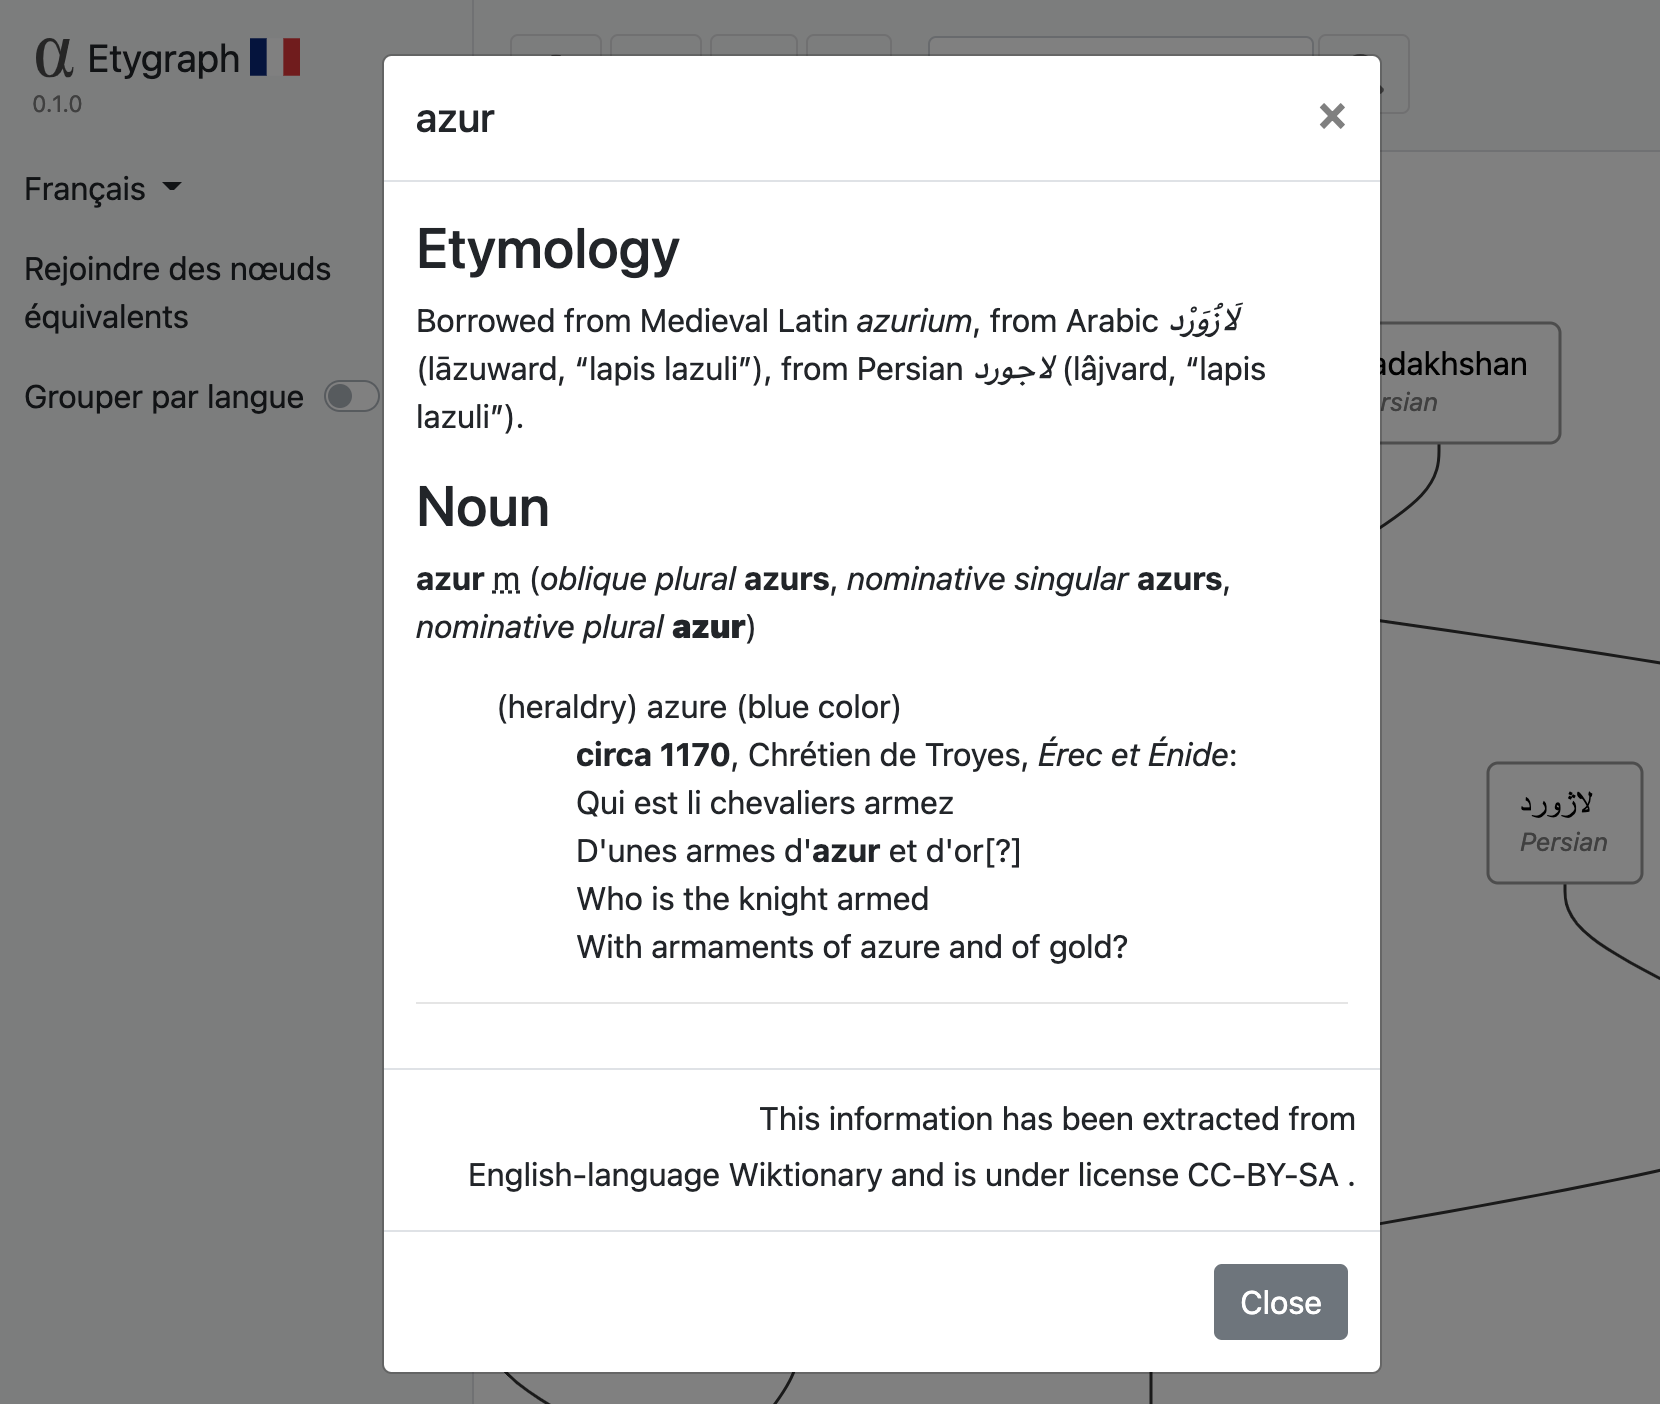 α Etygraph
0.1.0
Français
Rejoindre des nœuds
équivalents
Grouper par langue
azur
×
Etymology
Borrowed from Medieval Latin azurium, from Arabic لَازُوَرْد
(lāzuward, “lapis lazuli”), from Persian لاجورد (lâjvard, “lapis
lazuli”).
Noun
azur m (oblique plural azurs, nominative singular azurs,
nominative plural azur)
(heraldry) azure (blue color)
circa 1170, Chrétien de Troyes, Érec et Énide:
Qui est li chevaliers armez
D'unes armes d'azur et d'or[?]
Who is the knight armed
With armaments of azure and of gold?
This information has been extracted from
English-language Wiktionary and is under license CC-BY-SA .
Close
adakhshan
rsian
لاژورد
Persian